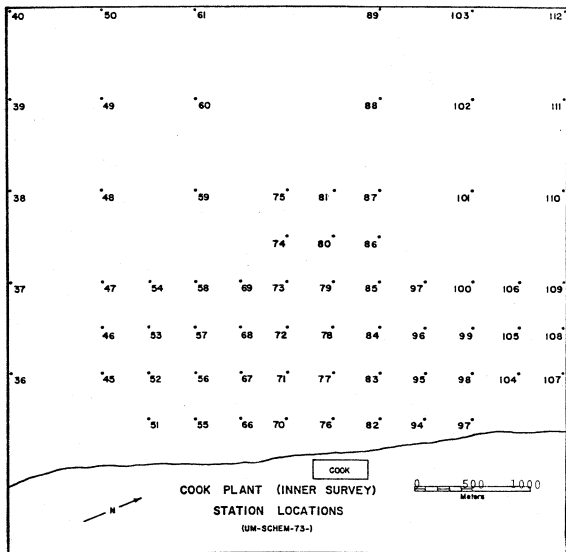 40 50 61 89 103 112
39 49 60 88 102 111
38 48 59 75 81 87 101 110
74 80 86
37 47 54 58 69 73 79 85 97 100 106 109
46 53 57 68 72 78 84 96 99 105 108
36 45 52 56 67 71 77 83 95 98 104 107
51 55 66 70 76 82 94 97
COOK
0 500 1000
Meters
N
COOK PLANT (INNER SURVEY)
STATION LOCATIONS
(UM-SCHEM-73-)